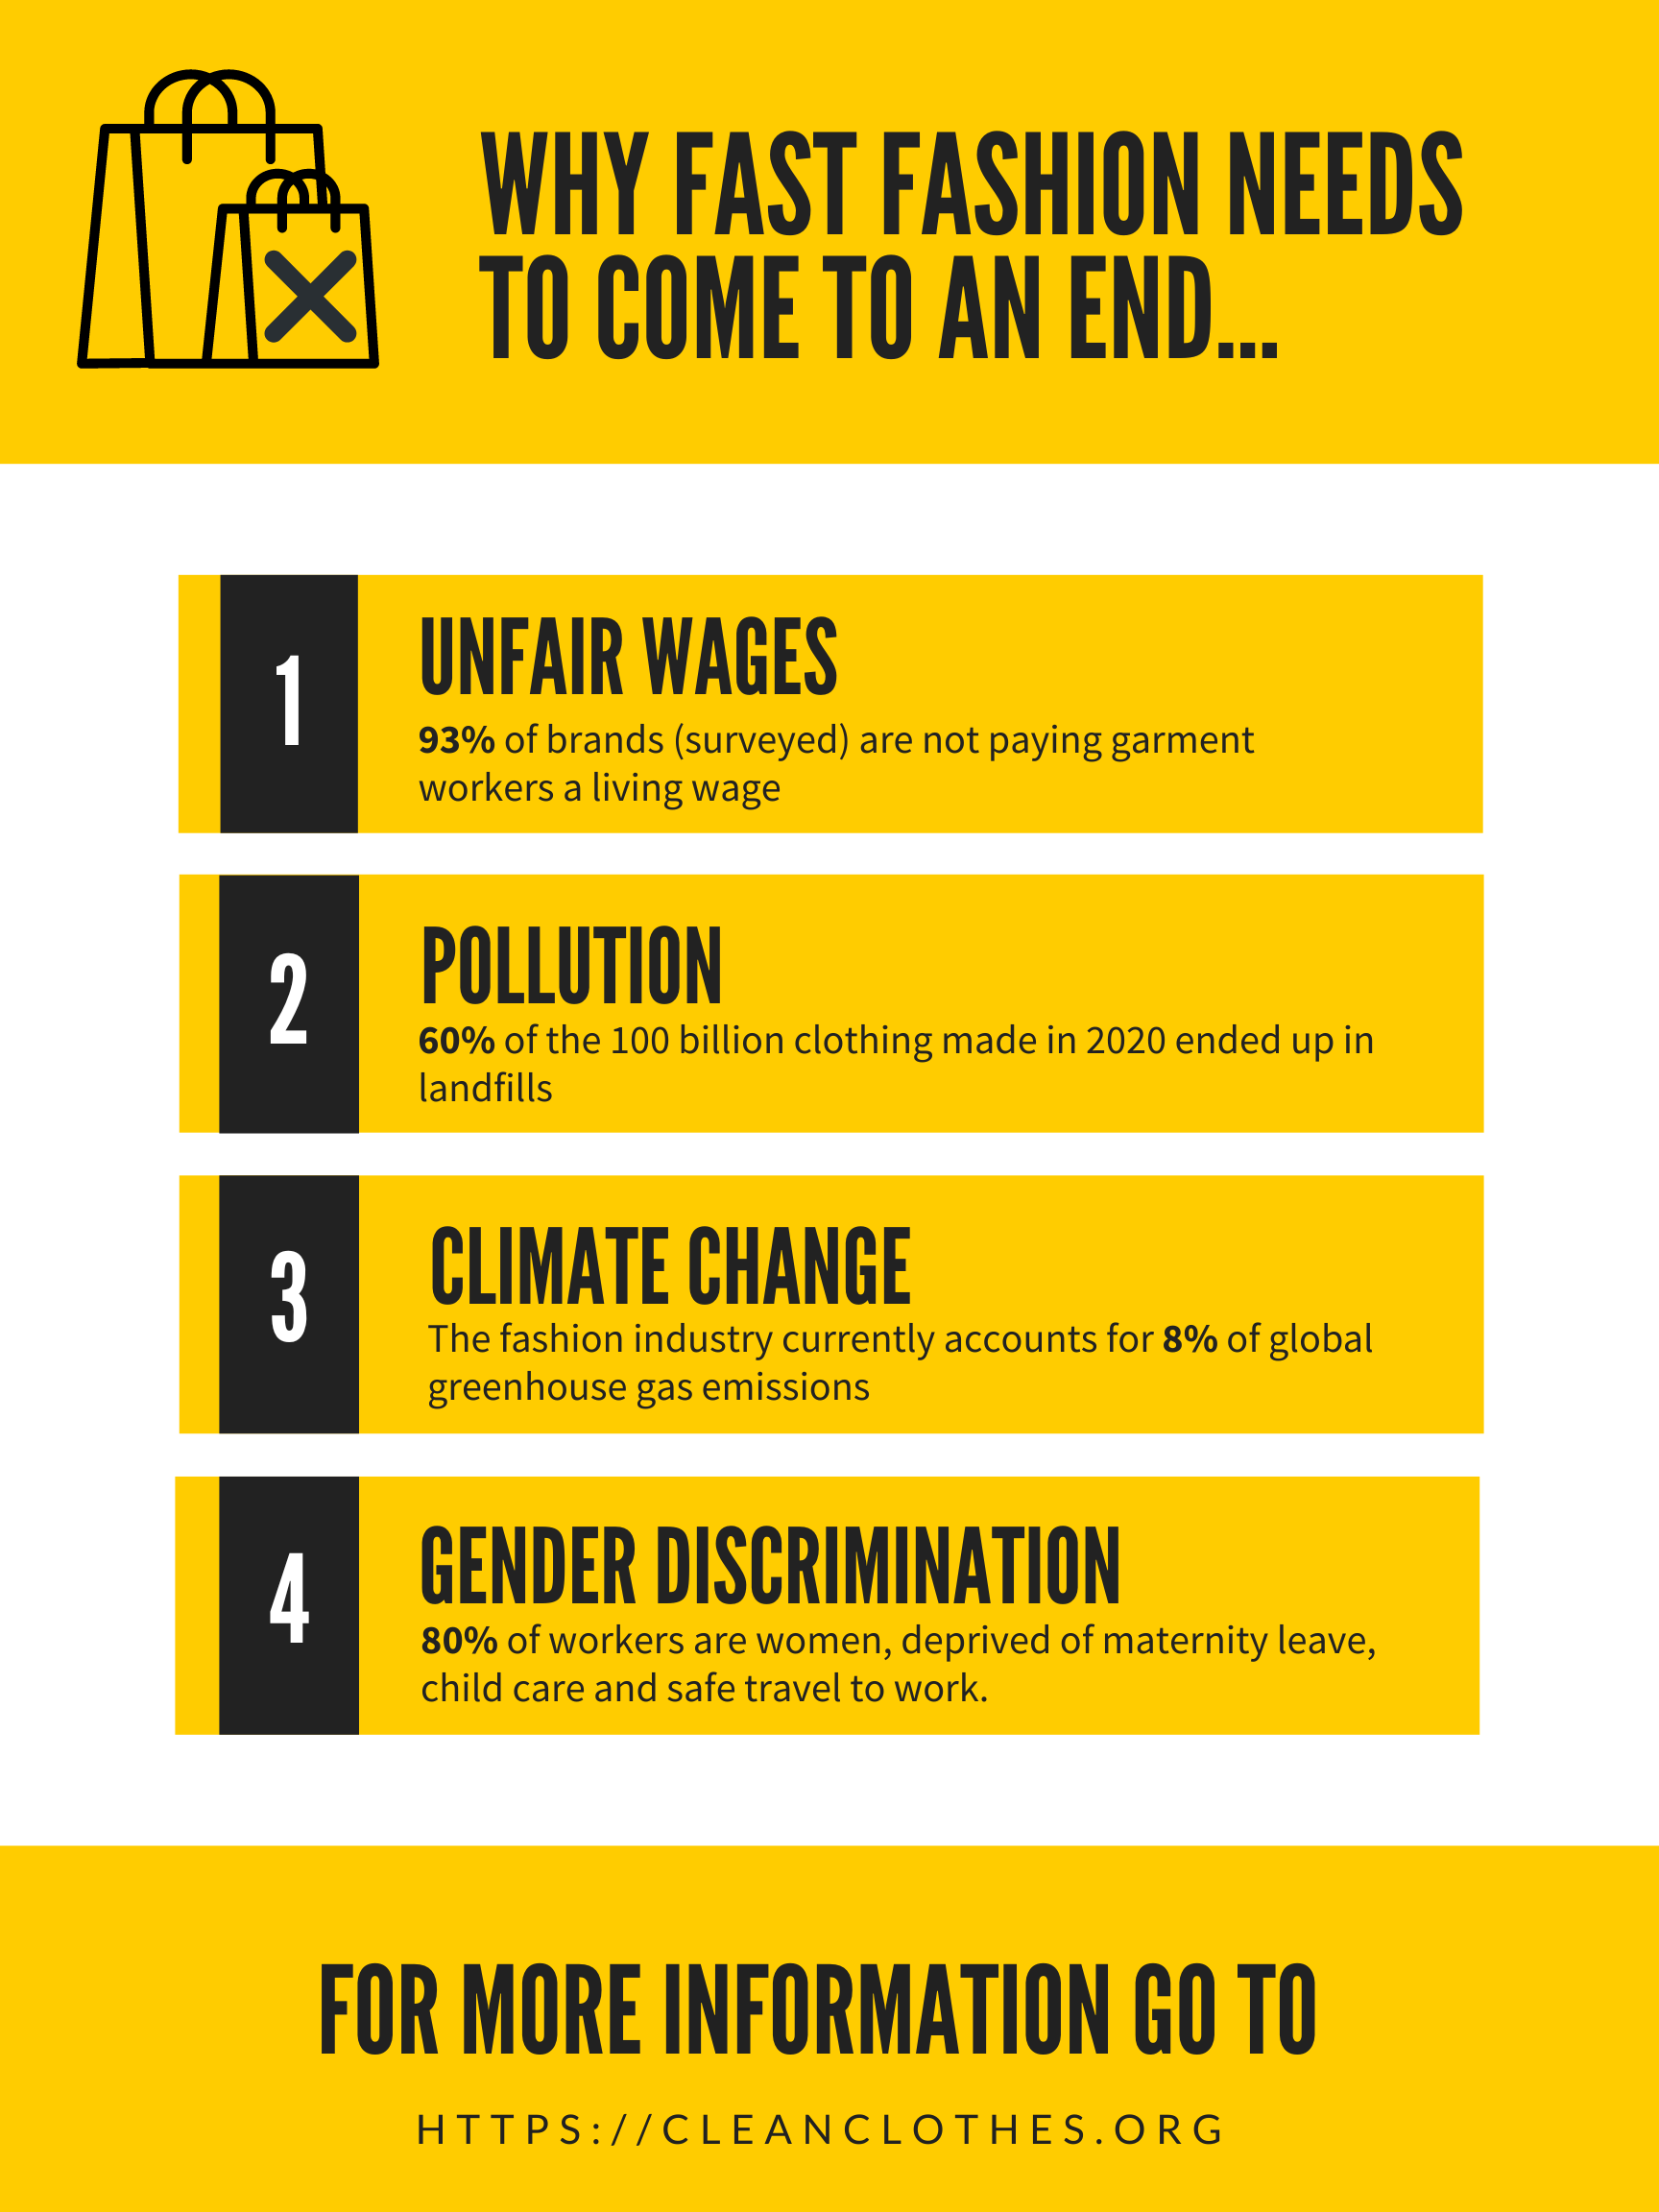 WHY FAST FASHION NEEDS
TO COME TO AN END...
1
UNFAIR WAGES
93% of brands (surveyed) are not paying garment
workers a living wage
2
POLLUTION
60% of the 100 billion clothing made in 2020 ended up in
landfills
3
CLIMATE CHANGE
The fashion industry currently accounts for 8% of global
greenhouse gas emissions
4
GENDER DISCRIMINATION
80% of workers are women, deprived of maternity leave,
child care and safe travel to work.
FOR MORE INFORMATION GO TO
HTTPS://CLEANCLOTHES.ORG